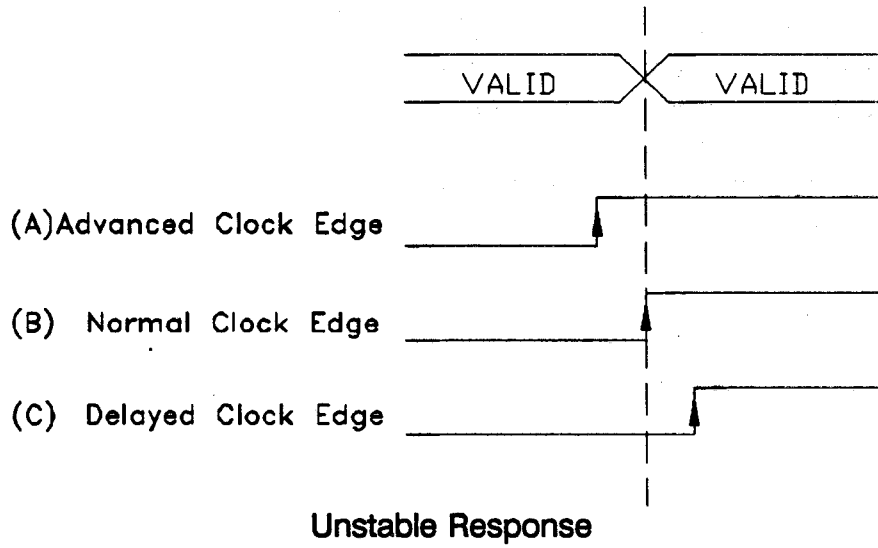 VALID VALID
(A)Advanced Clock Edge
(B) Normal Clock Edge
(C) Delayed Clock Edge
Unstable Response